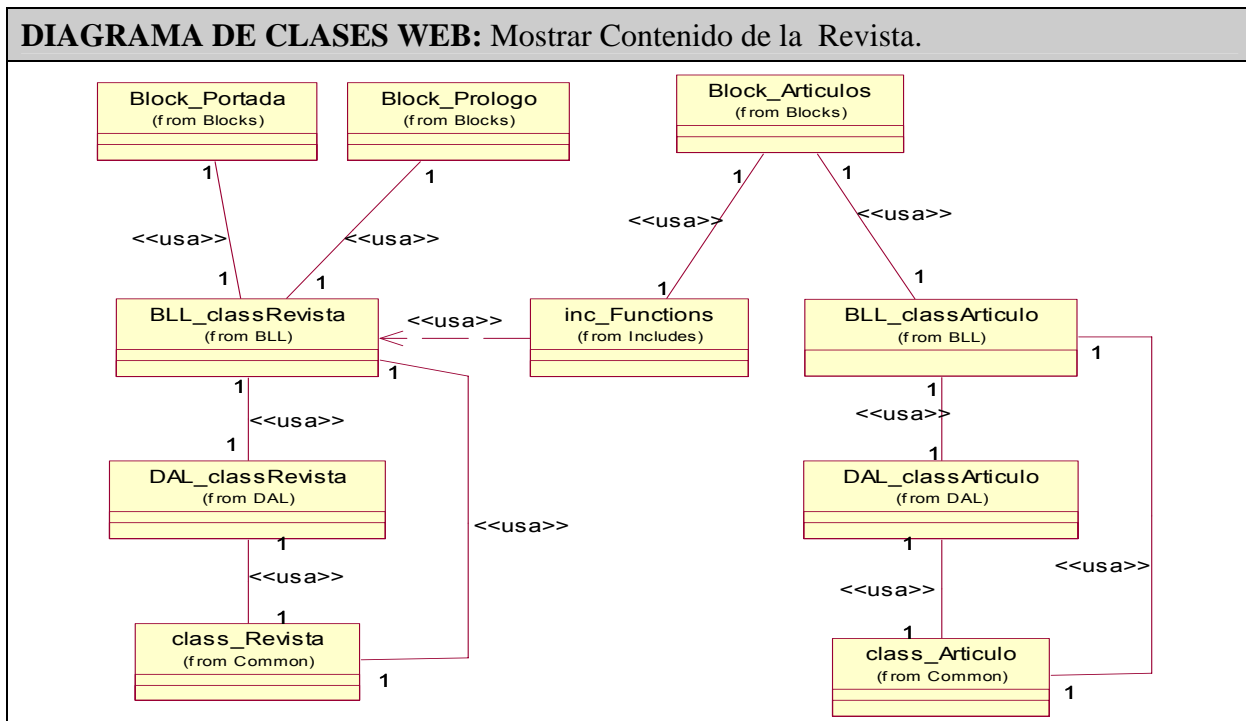 DIAGRAMA DE CLASES WEB: Mostrar Contenido de la Revista.
Block_Portada
(from Blocks)
Block_Prologo
(from Blocks)
Block_Articulos
(from Blocks)
1
1
1
1
<<usa>>
<<usa>>
<<usa>>
<<usa>>
1
1
1
1
BLL_classRevista
(from BLL)
<<usa>>
inc_Functions
(from Includes)
BLL_classArticulo
(from BLL)
1
1
1
1
<<usa>>
<<usa>>
1
1
DAL_classRevista
(from DAL)
DAL_classArticulo
(from DAL)
<<usa>>
1
1
<<usa>>
<<usa>>
<<usa>>
1
1
class_Revista
(from Common)
class_Articulo
(from Common)
1
1